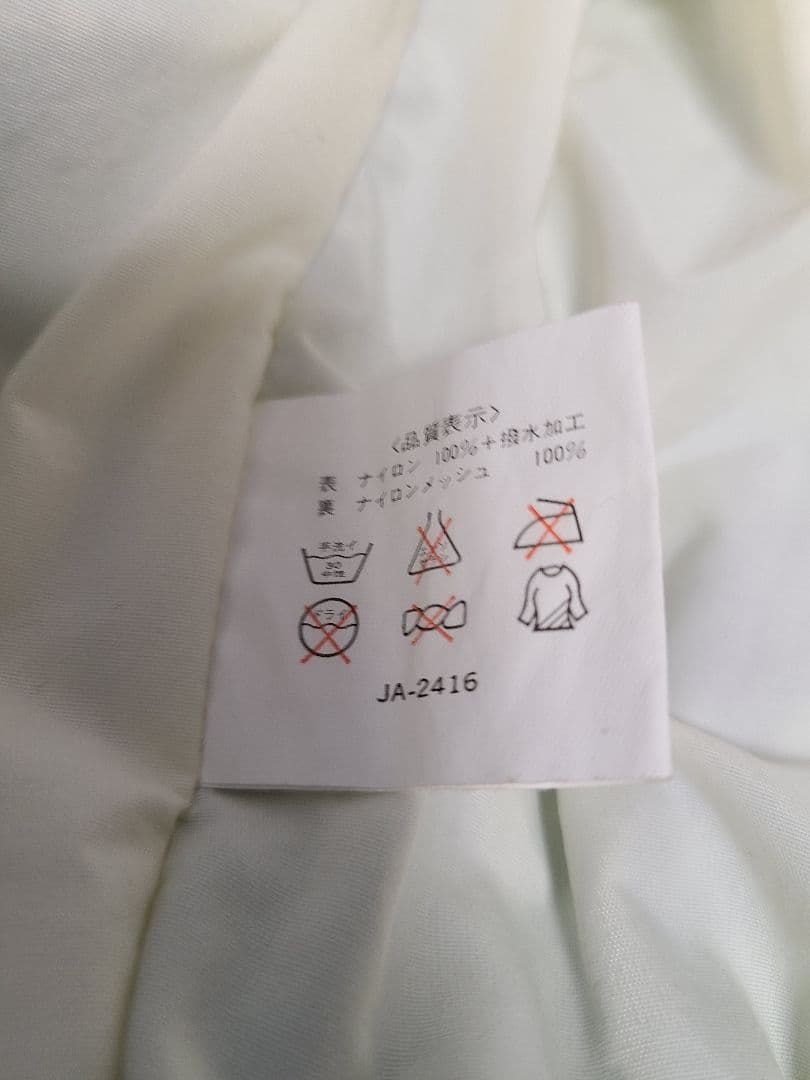 〈品質表示〉
表 ナイロン 100%+撥水加工
裏 ナイロンメッシュ 100%
手洗イ
30
中性
ドライ
JA-2416